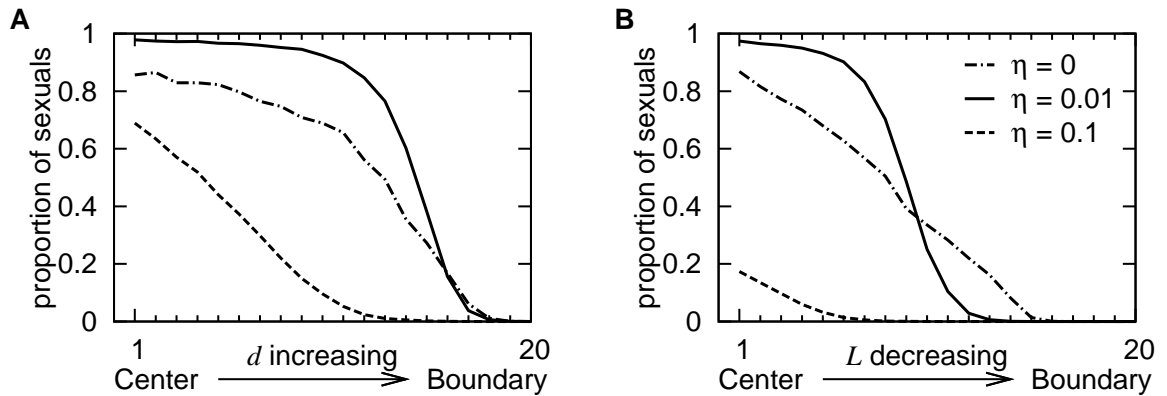 A
proportion of sexuals
1
0.8
0.6
0.4
0.2
0
1
20
d increasing
Center
Boundary
B
proportion of sexuals
1
0.8
0.6
0.4
0.2
0
η = 0
η = 0.01
η = 0.1
1
20
L decreasing
Center
Boundary